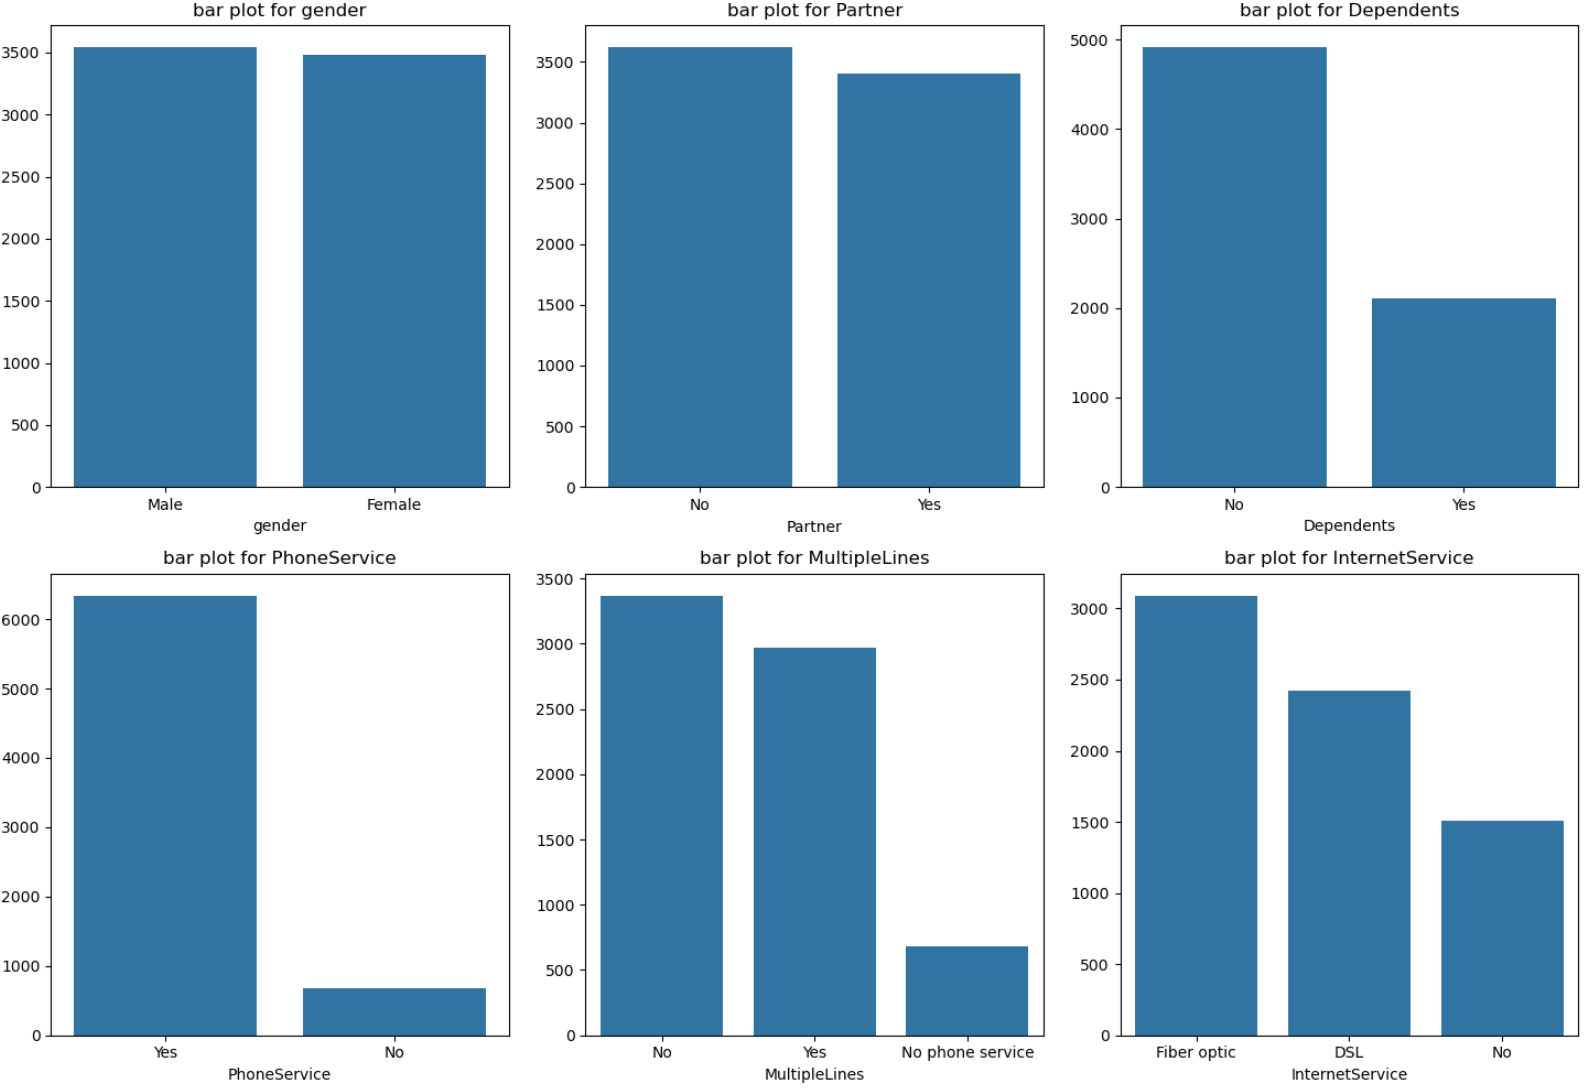 bar plot for gender
3500
3000
2500
2000
1500
1000
500
0
Male Female
gender
bar plot for Partner
3500
3000
2500
2000
1500
1000
500
0
No Yes
Partner
bar plot for Dependents
5000
4000
3000
2000
1000
0
No Yes
Dependents
bar plot for PhoneService
6000
5000
4000
3000
2000
1000
0
Yes No
PhoneService
bar plot for MultipleLines
3500
3000
2500
2000
1500
1000
500
0
No Yes No phone service
MultipleLines
bar plot for InternetService
3000
2500
2000
1500
1000
500
0
Fiber optic DSL No
InternetService